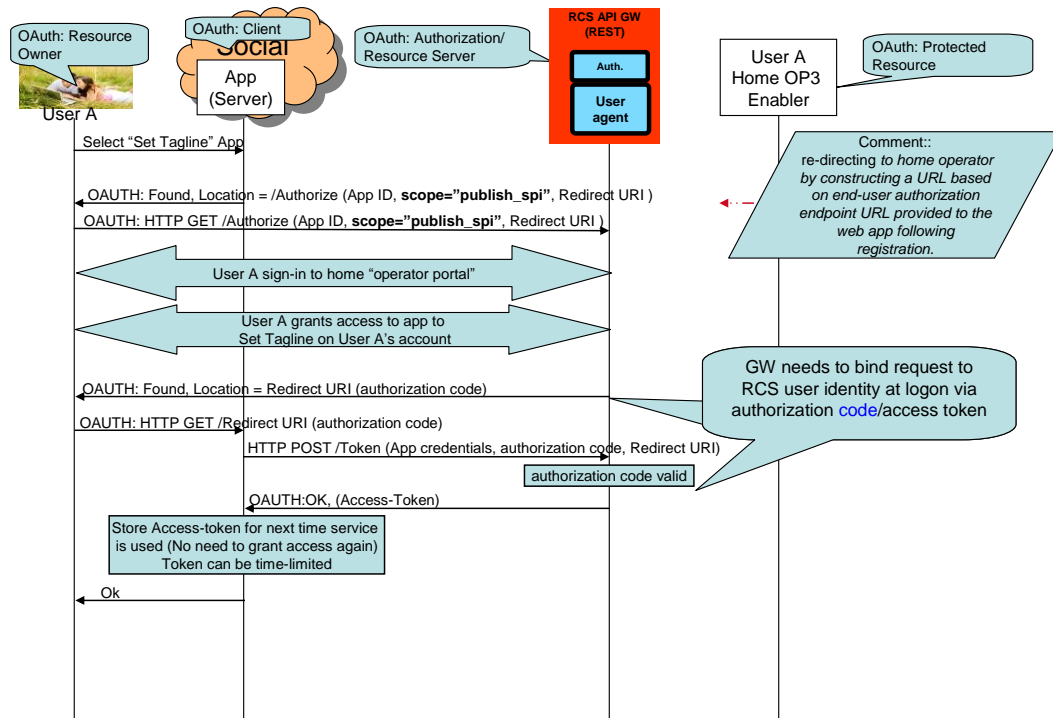 OAuth: Resource
Owner
User A
OAuth: Client
Social
App
(Server)
OAuth: Authorization/
Resource Server
RCS API GW
(REST)
Auth.
User
agent
User A
Home OP3
Enabler
OAuth: Protected
Resource
Select “Set Tagline” App
Comment::
re-directing to home operator
by constructing a URL based
on end-user authorization
endpoint URL provided to the
web app following
registration.
OAUTH: Found, Location = /Authorize (App ID, scope=”publish_spi”, Redirect URI )
OAUTH: HTTP GET /Authorize (App ID, scope=”publish_spi”, Redirect URI )
User A sign-in to home “operator portal”
User A grants access to app to
Set Tagline on User A’s account
GW needs to bind request to
RCS user identity at logon via
authorization code/access token
OAUTH: Found, Location = Redirect URI (authorization code)
OAUTH: HTTP GET /Redirect URI (authorization code)
HTTP POST /Token (App credentials, authorization code, Redirect URI)
authorization code valid
OAUTH:OK, (Access-Token)
Store Access-token for next time service
is used (No need to grant access again)
Token can be time-limited
Ok